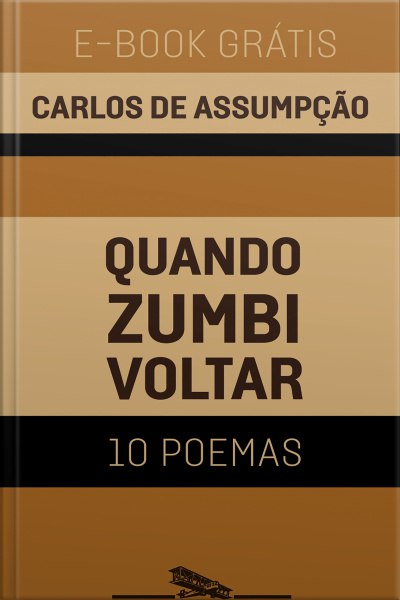 E-BOOK GRÁTIS
CARLOS DE ASSUMPÇÃO
QUANDO
ZUMBI
VOLTAR
10 POEMAS